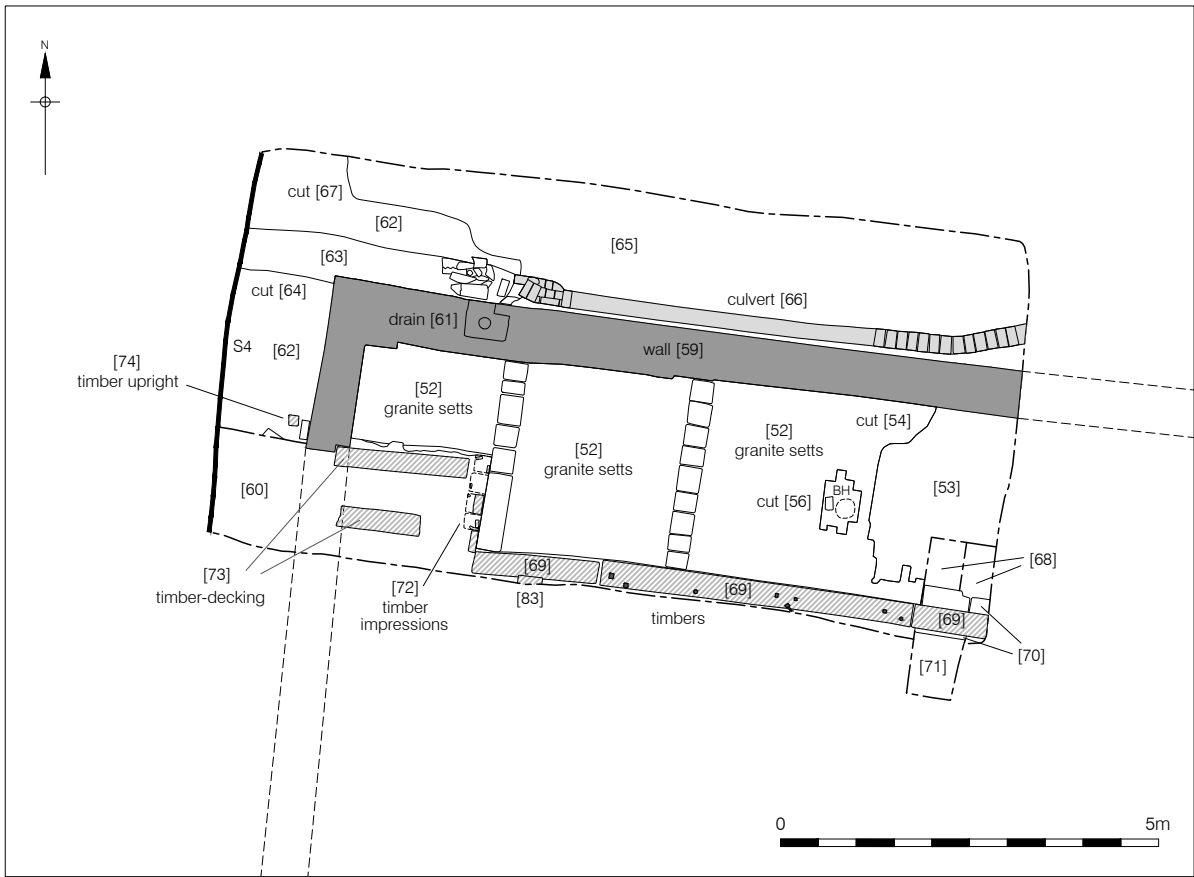 N
cut [67]
[62]
[65]
[63]
cut [64]
culvert [66]
drain [61]
S4
[62]
wall [59]
[74]
timber upright
[52]
granite setts
cut [54]
[52]
granite setts
[52]
granite setts
[60]
cut [56]
BH
[53]
[73]
timber-decking
[72]
timber
impressions
[69]
[83]
[69]
timbers
[69]
[68]
[70]
[71]
0
5m